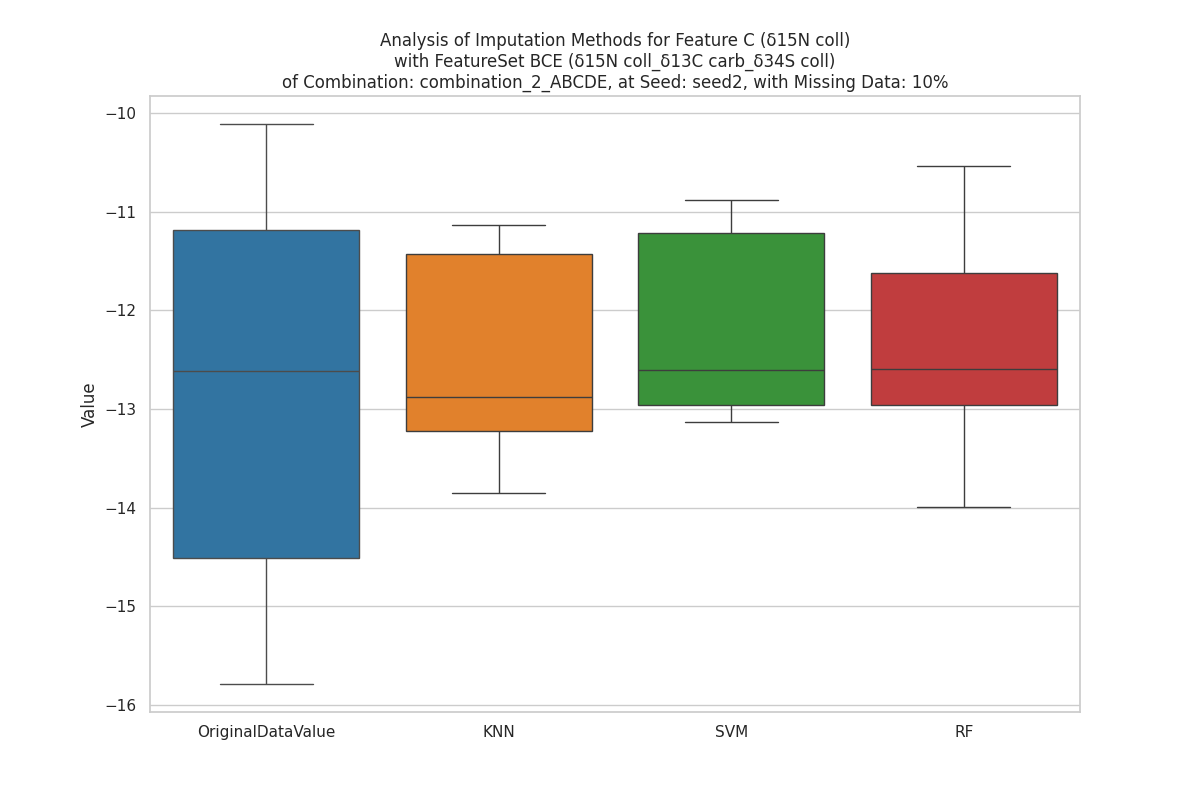 Analysis of Imputation Methods for Feature C (δ15N coll)
with FeatureSet BCE (δ15N coll_δ13C carb_δ34S coll)
of Combination: combination_2_ABCDE, at Seed: seed2, with Missing Data: 10%
Value
−10
−11
−12
−13
−14
−15
−16
OriginalDataValue
KNN
SVM
RF